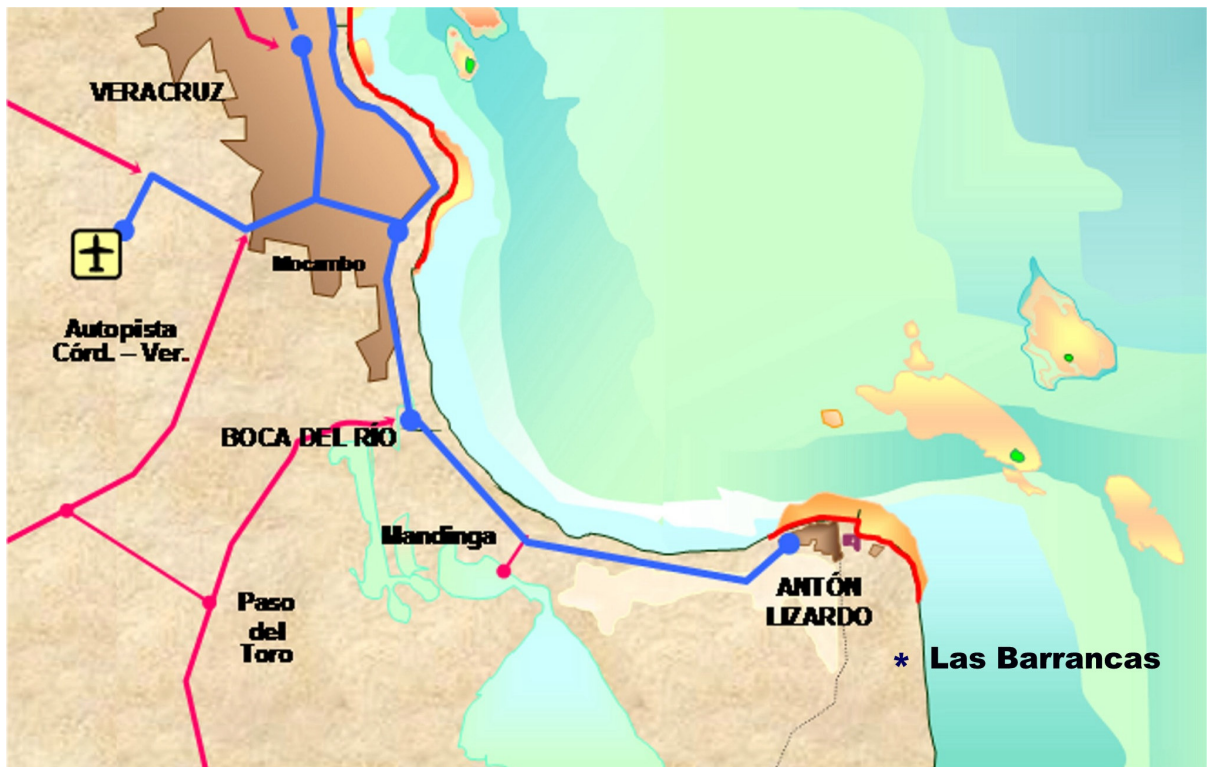 VERACRUZ
Mocambo
Autopista
Córd. – Ver.
BOCA DEL RÍO
Mandinga
ANTÓN
LIZARDO
Paso
del
Toro
* Las Barrancas